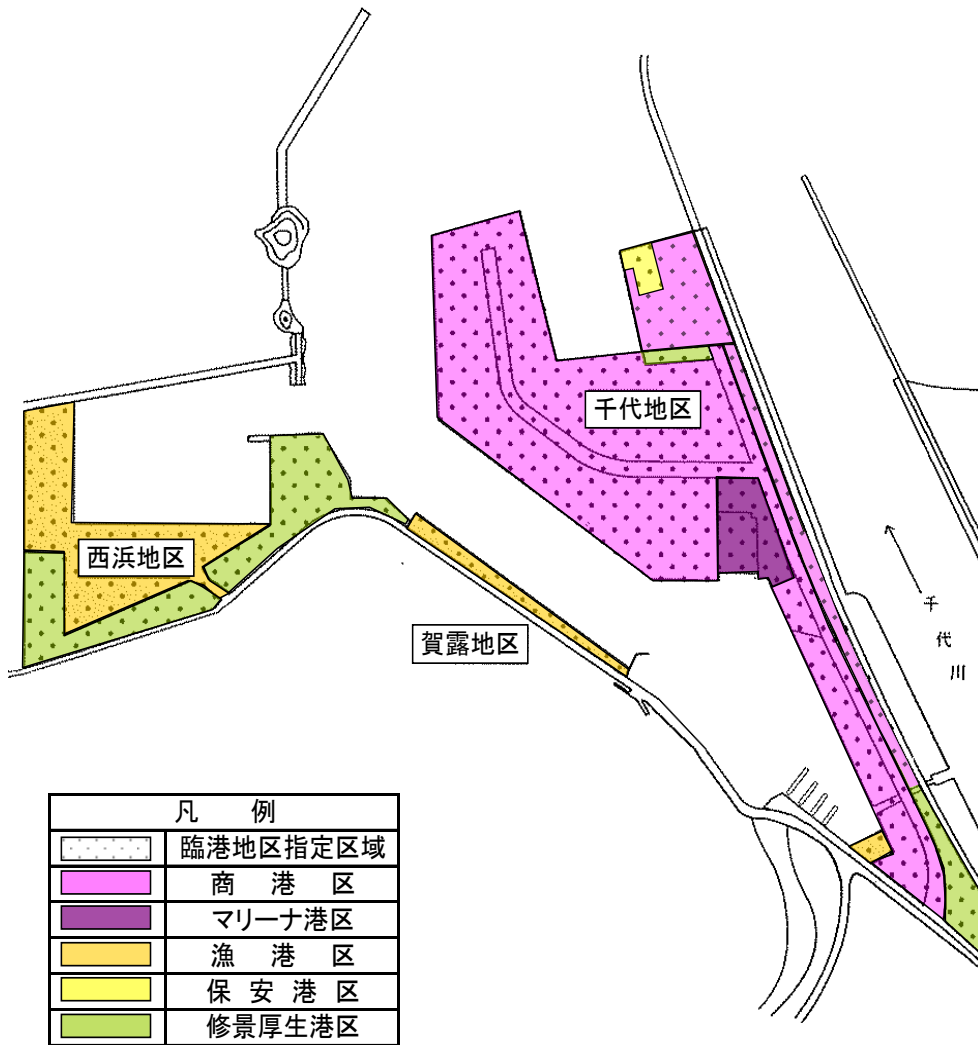 千代地区
西浜地区
賀露地区
千
代
川
凡 例
臨港地区指定区域
商 港 区
マリーナ港区
漁 港 区
保 安 港 区
修景厚生港区